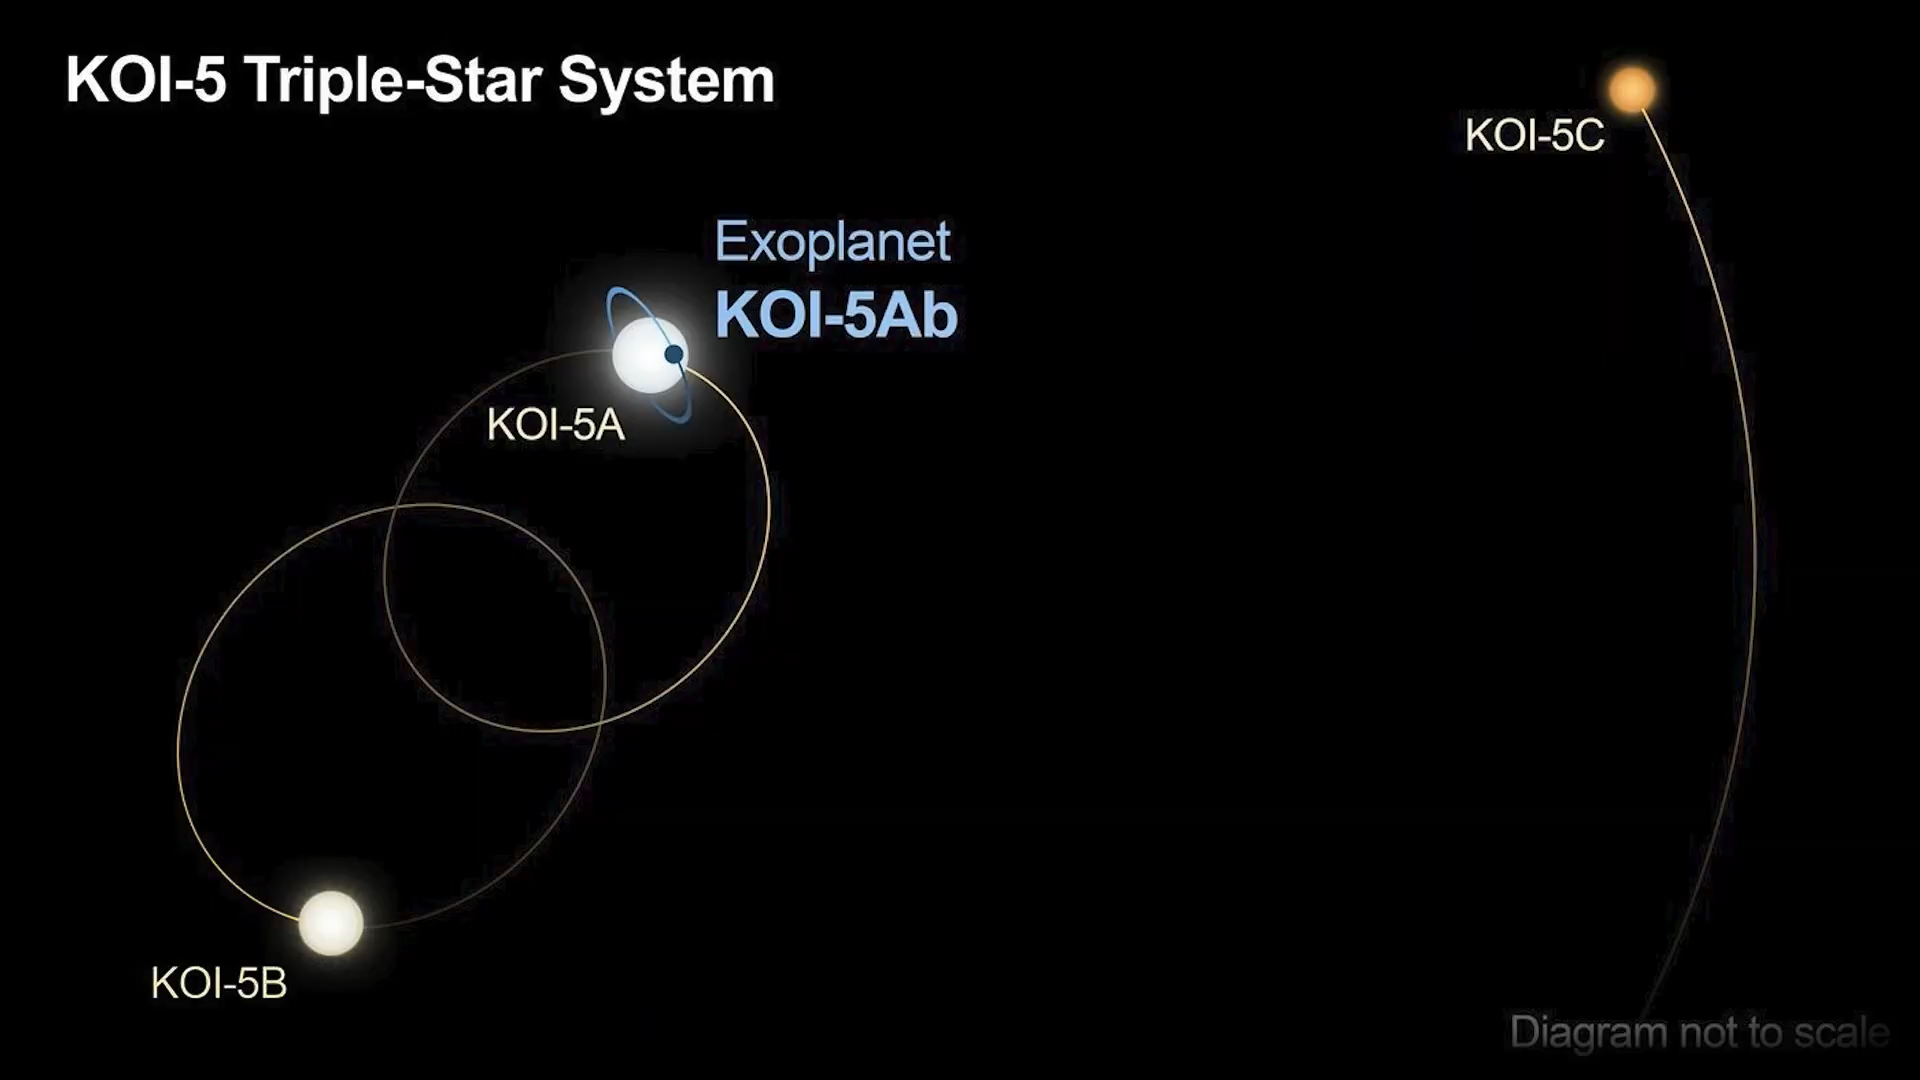 KOI-5 Triple-Star System
KOI-5C
Exoplanet
KOI-5Ab
KOI-5A
KOI-5B
Diagram not to scale